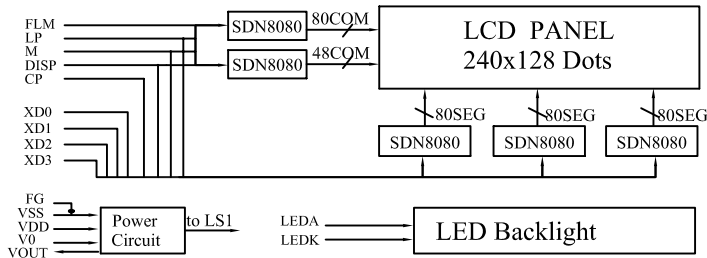 FLM
LP
M
DISP
CP
XD0
XD1
XD2
XD3
SDN8080
80COM
SDN8080
48COM
LCD PANEL
240x128 Dots
80SEG
80SEG
80SEG
SDN8080
SDN8080
SDN8080
FG
VSS
VDD
V0
VOUT
Power
Circuit
to LS1
LEDA
LEDK
LED Backlight